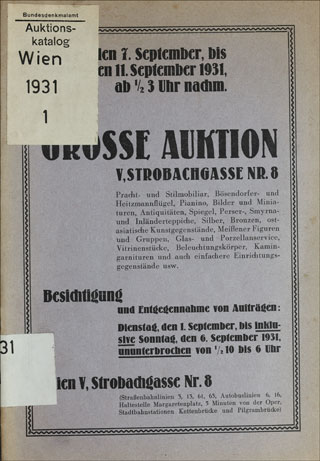 Bundesdenkmalamt
Auktions-
katalog
Wien
1931
1
7. September, bis
11. September 1931,
ab ½ 3 Uhr nachm.
GROSSE AUKTION
V, STROBACHGASSE NR. 8
Pracht- und Stilmobiliar, Bösendorfer- und
Heitzmannflügel, Pianino, Bilder und Minia-
turen, Antiquitäten, Spiegel, Perser-, Smyrna-
und Inländerteppiche, Silber, Bronzen, ost-
asiatische Kunstgegenstände, Meißener Figuren
und Gruppen, Glas- und Porzellanservice,
Vitrinenstücke, Beleuchtungskörper, Kamin-
garnituren und auch einfachere Einrichtungs-
gegenstände usw.
Besichtigung
und Entgegennahme von Aufträgen:
Dienstag, den 1. September, bis inklu-
sive Sonntag, den 6. September 1931,
ununterbrochen von ½ 10 bis 6 Uhr
31
ien V, Strobachgasse Nr. 8
(Straßenbahnlinien 3, 13, 61, 63, Autobuslinien 6, 16,
Haltestelle Margaretenplatz, 5 Minuten von der Oper,
Stadtbahnstationen Kettenbrücke und Pilgrambrücke)